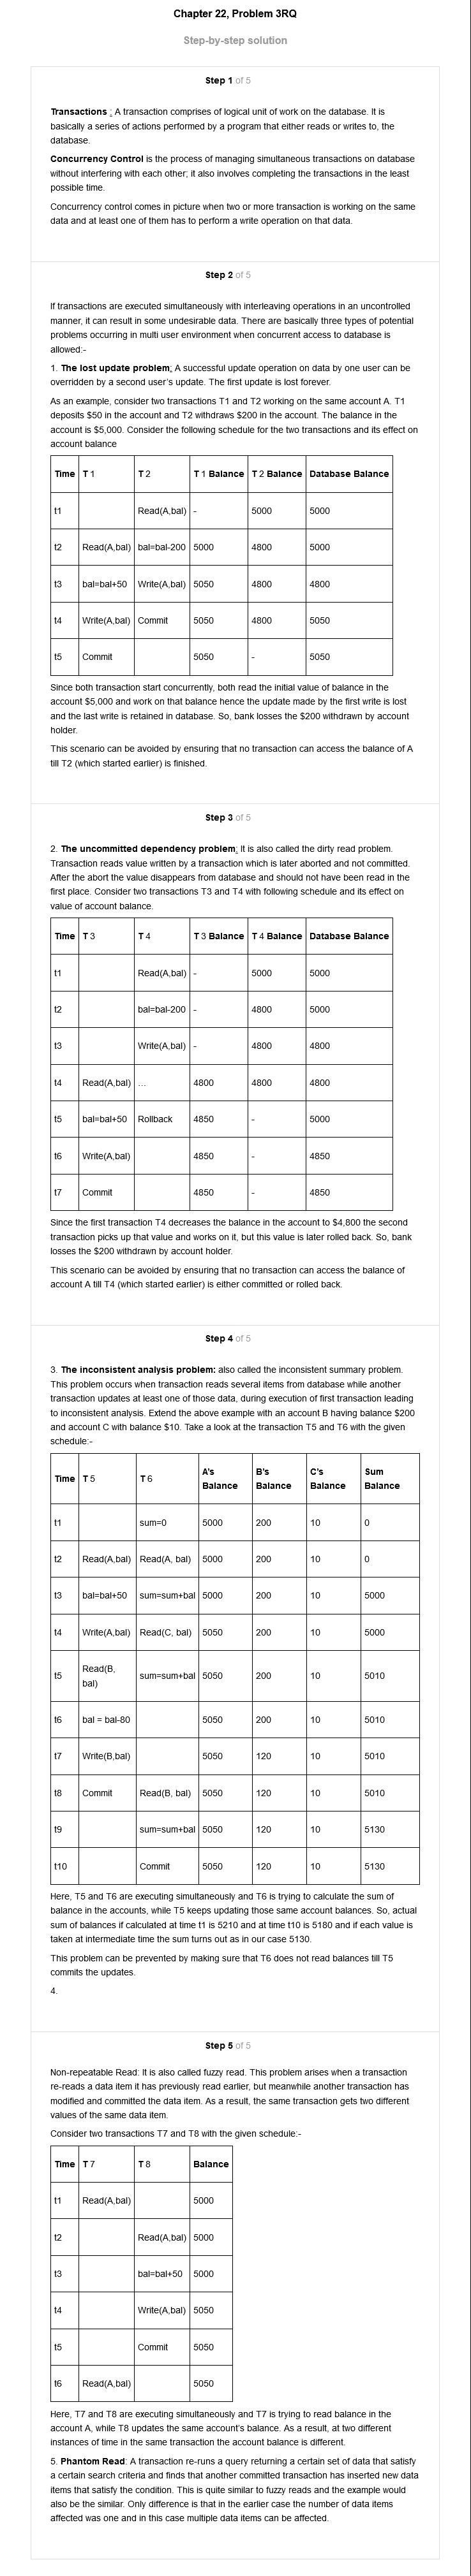 Chapter 22, Problem 3RQ
Step-by-step solution
Step 1 of 5
Transactions : A transaction comprises of logical unit of work on the database. It is
basically a series of actions performed by a program that either reads or writes to, the
database.
Concurrency Control is the process of managing simultaneous transactions on database
without interfering with each other; it also involves completing the transactions in the least
possible time.
Concurrency control comes in picture when two or more transaction is working on the same
data and at least one of them has to perform a write operation on that data.
Step 2 of 5
If transactions are executed simultaneously with interleaving operations in an uncontrolled
manner, it can result in some undesirable data. There are basically three types of potential
problems occurring in multi user environment when concurrent access to database is
allowed:-
1. The lost update problem: A successful update operation on data by one user can be
overridden by a second user's update. The first update is lost forever.
As an example, consider two transactions T1 and T2 working on the same account A. T1
deposits $50 in the account and T2 withdraws $200 in the account. The balance in the
account is $5,000. Consider the following schedule for the two transactions and its effect on
account balance
Time T 1 T 2 T 1 Balance T 2 Balance Database Balance
t1 Read(A,bal) - 5000 5000
t2 Read(A,bal) bal=bal-200 5000 4800 5000
t3 bal=bal+50 Write(A,bal) 5050 4800 4800
t4 Write(A,bal) Commit 5050 4800 5050
t5 Commit 5050 - 5050
Since both transaction start concurrently, both read the initial value of balance in the
account $5,000 and work on that balance hence the update made by the first write is lost
and the last write is retained in database. So, bank losses the $200 withdrawn by account
holder.
This scenario can be avoided by ensuring that no transaction can access the balance of A
till T2 (which started earlier) is finished.
Step 3 of 5
2. The uncommitted dependency problem: It is also called the dirty read problem.
Transaction reads value written by a transaction which is later aborted and not committed.
After the abort the value disappears from database and should not have been read in the
first place. Consider two transactions T3 and T4 with following schedule and its effect on
value of account balance.
Time T 3 T 4 T 3 Balance T 4 Balance Database Balance
t1 Read(A,bal) - 5000 5000
t2 bal=bal-200 - 4800 5000
t3 Write(A,bal) - 4800 4800
t4 Read(A,bal) ... 4800 4800 4800
t5 bal=bal+50 Rollback 4850 - 5000
t6 Write(A,bal) 4850 - 4850
t7 Commit 4850 - 4850
Since the first transaction T4 decreases the balance in the account to $4,800 the second
transaction picks up that value and works on it, but this value is later rolled back. So, bank
losses the $200 withdrawn by account holder.
This scenario can be avoided by ensuring that no transaction can access the balance of
account A till T4 (which started earlier) is either committed or rolled back.
Step 4 of 5
3. The inconsistent analysis problem: also called the inconsistent summary problem.
This problem occurs when transaction reads several items from database while another
transaction updates at least one of those data, during execution of first transaction leading
to inconsistent analysis. Extend the above example with an account B having balance $200
and account C with balance $10. Take a look at the transaction T5 and T6 with the given
schedule:-
Time T 5 T 6 A's Balance B's Balance C's Balance Sum Balance
t1 sum=0 5000 200 10 0
t2 Read(A,bal) Read(A, bal) 5000 200 10 0
t3 bal=bal+50 sum=sum+bal 5000 200 10 5000
t4 Write(A,bal) Read(C, bal) 5050 200 10 5000
t5 Read(B, bal) sum=sum+bal 5050 200 10 5010
t6 bal = bal-80 5050 200 10 5010
t7 Write(B,bal) 5050 120 10 5010
t8 Commit Read(B, bal) 5050 120 10 5010
t9 sum=sum+bal 5050 120 10 5130
t10 Commit 5050 120 10 5130
Here, T5 and T6 are executing simultaneously and T6 is trying to calculate the sum of
balance in the accounts, while T5 keeps updating those same account balances. So, actual
sum of balances if calculated at time t1 is 5210 and at time t10 is 5180 and if each value is
taken at intermediate time the sum turns out as in our case 5130.
This problem can be prevented by making sure that T6 does not read balances till T5
commits the updates.
4.
Step 5 of 5
Non-repeatable Read: It is also called fuzzy read. This problem arises when a transaction
re-reads a data item it has previously read earlier, but meanwhile another transaction has
modified and committed the data item. As a result, the same transaction gets two different
values of the same data item.
Consider two transactions T7 and T8 with the given schedule:-
Time T 7 T 8 Balance
t1 Read(A,bal) 5000
t2 Read(A,bal) 5000
t3 bal=bal+50 5000
t4 Write(A,bal) 5050
t5 Commit 5050
t6 Read(A,bal) 5050
Here, T7 and T8 are executing simultaneously and T7 is trying to read balance in the
account A, while T8 updates the same account's balance. As a result, at two different
instances of time in the same transaction the account balance is different.
5. Phantom Read: A transaction re-runs a query returning a certain set of data that satisfy
a certain search criteria and finds that another committed transaction has inserted new data
items that satisfy the condition. This is quite similar to fuzzy reads and the example would
also be the similar. Only difference is that in the earlier case the number of data items
affected was one and in this case multiple data items can be affected.